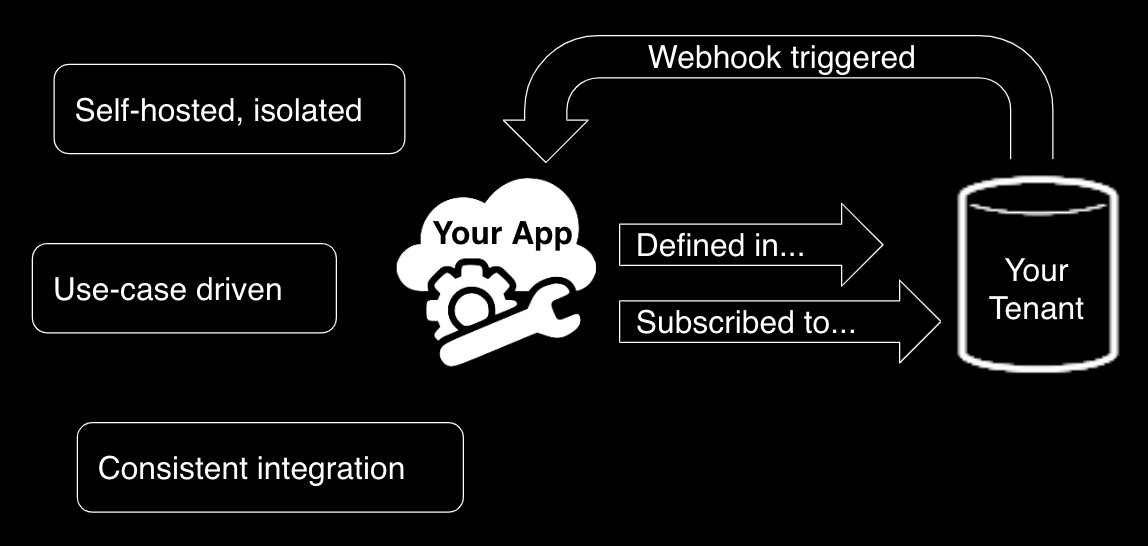 Webhook triggered
Self-hosted, isolated
Your App
Defined in...
Use-case driven
Subscribed to...
Your
Tenant
Consistent integration